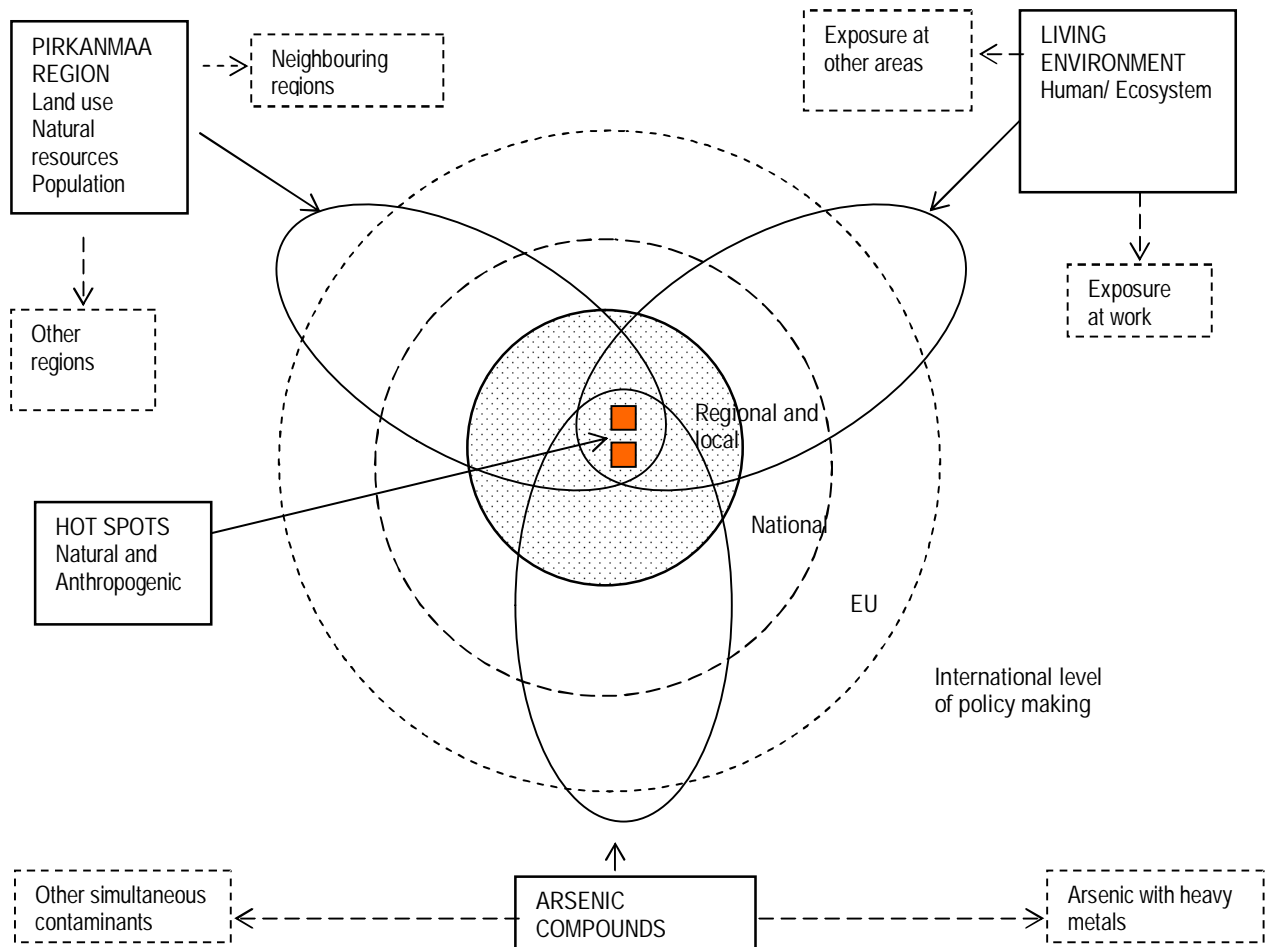 PIRKANMAA
REGION
Land use
Natural
resources
Population
Neighbouring
regions
Exposure at
other areas
LIVING
ENVIRONMENT
Human/ Ecosystem
Other
regions
Exposure
at work
Regional and
local
HOT SPOTS
Natural and
Anthropogenic
National
EU
International level
of policy making
Other simultaneous
contaminants
ARSENIC
COMPOUNDS
Arsenic with heavy
metals